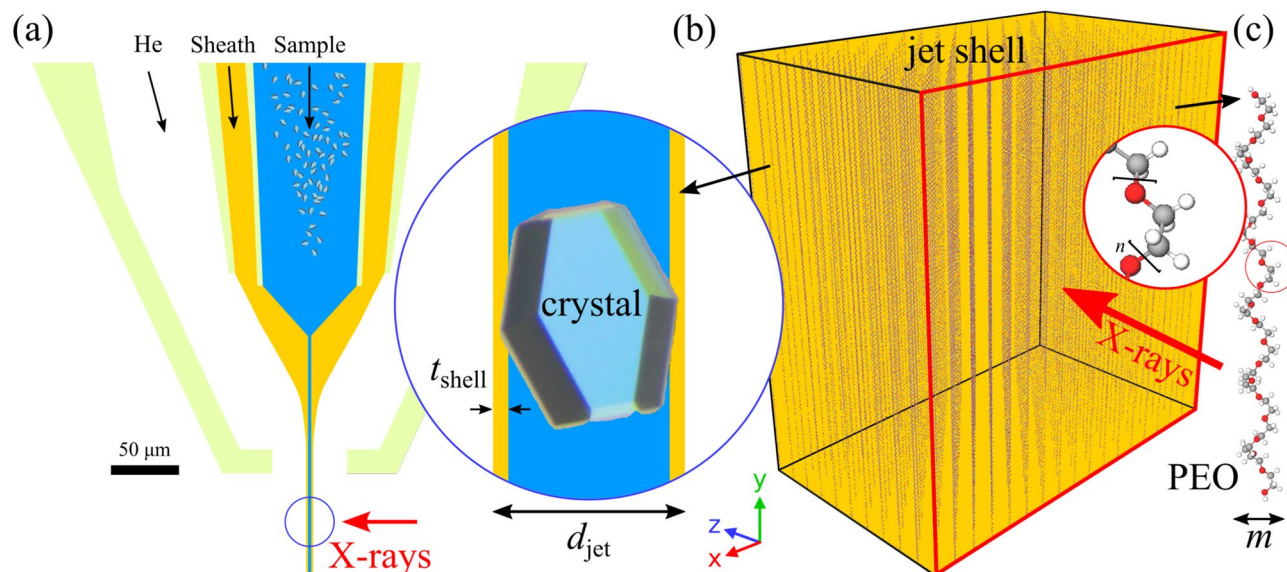 (a)
He
Sheath
Sample
50 μm
X-rays
crystal
t_shell
d_jet
(b)
jet shell
X-rays
y
z
x
(c)
n
PEO
m